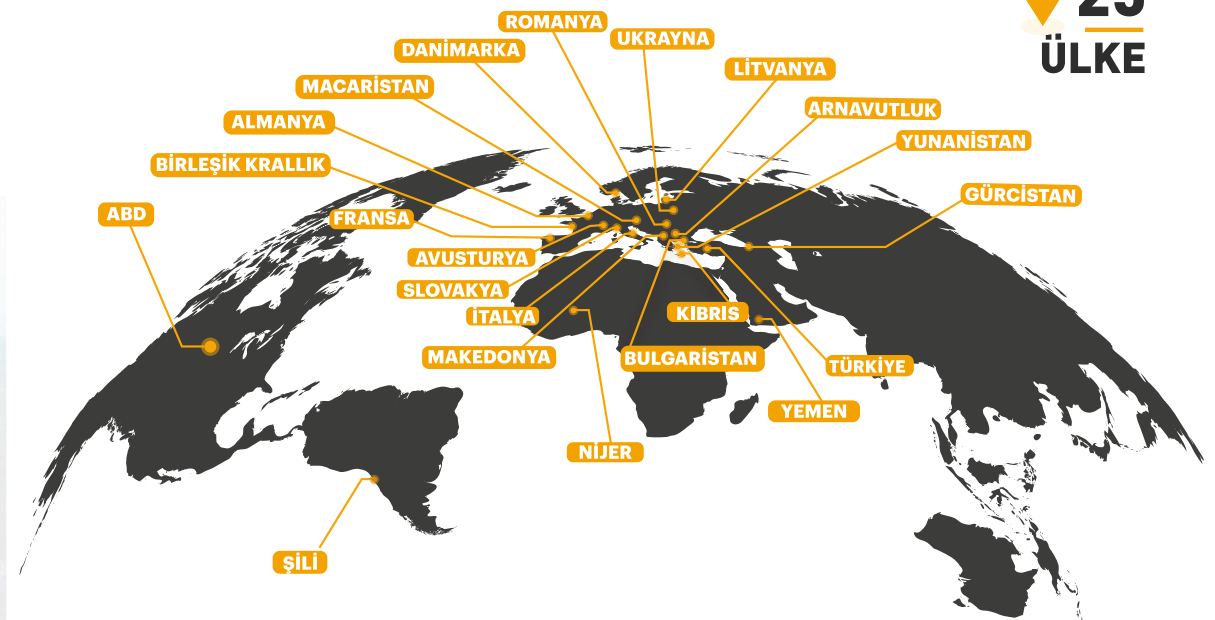 ROMANYA
UKRAYNA
ÜLKE
DANİMARKA
LİTVANYA
MACARİSTAN
ARNAVUTLUK
ALMANYA
YUNANİSTAN
BİRLEŞİK KRALLIK
GÜRCİSTAN
ABD
FRANSA
AVUSTURYA
SLOVAKYA
İTALYA
KIBRIS
MAKEDONYA
BULGARİSTAN
TÜRKİYE
YEMEN
NİJER
ŞİLİ